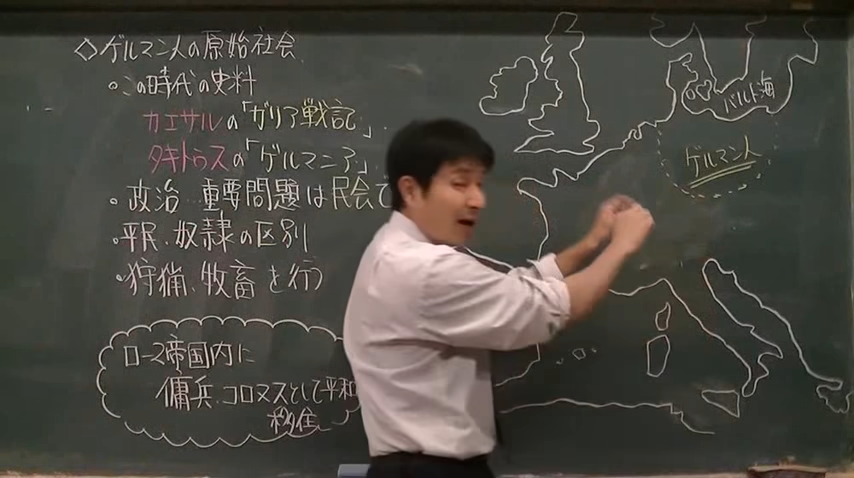 ◇ゲルマン人の原始社会
・この時代の史料
カエサルの「ガリア戦記」
タキトゥスの「ゲルマーニア」
・政治…重要問題は民会で
・平民、奴隷の区別
・狩猟、牧畜を行う
ローマ帝国内に
傭兵、コロヌスとして平和
移住
バルト海
ゲルマン人